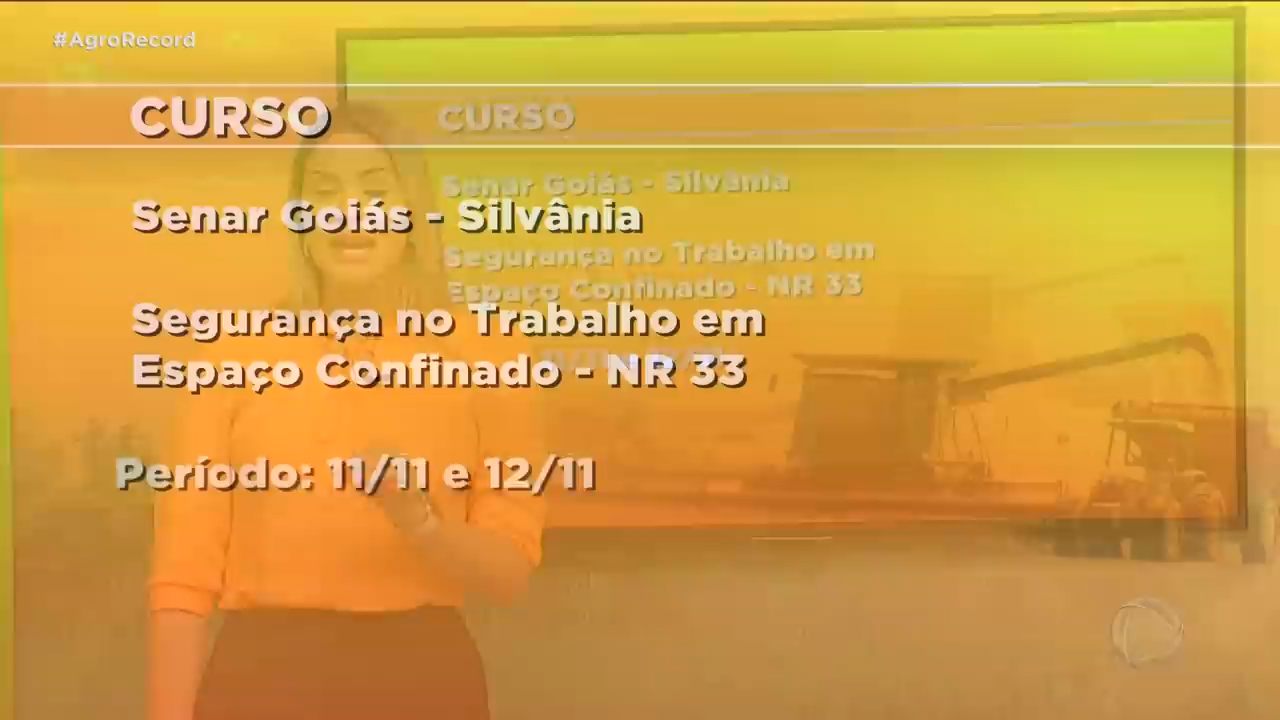 #AgroRecord
CURSO
Senar Goiás - Silvânia
Segurança no Trabalho em
Espaço Confinado - NR 33
Período: 11/11 e 12/11
CURSO
Senar Goiás - Silvânia
Segurança no Trabalho em
Espaço Confinado - NR 33